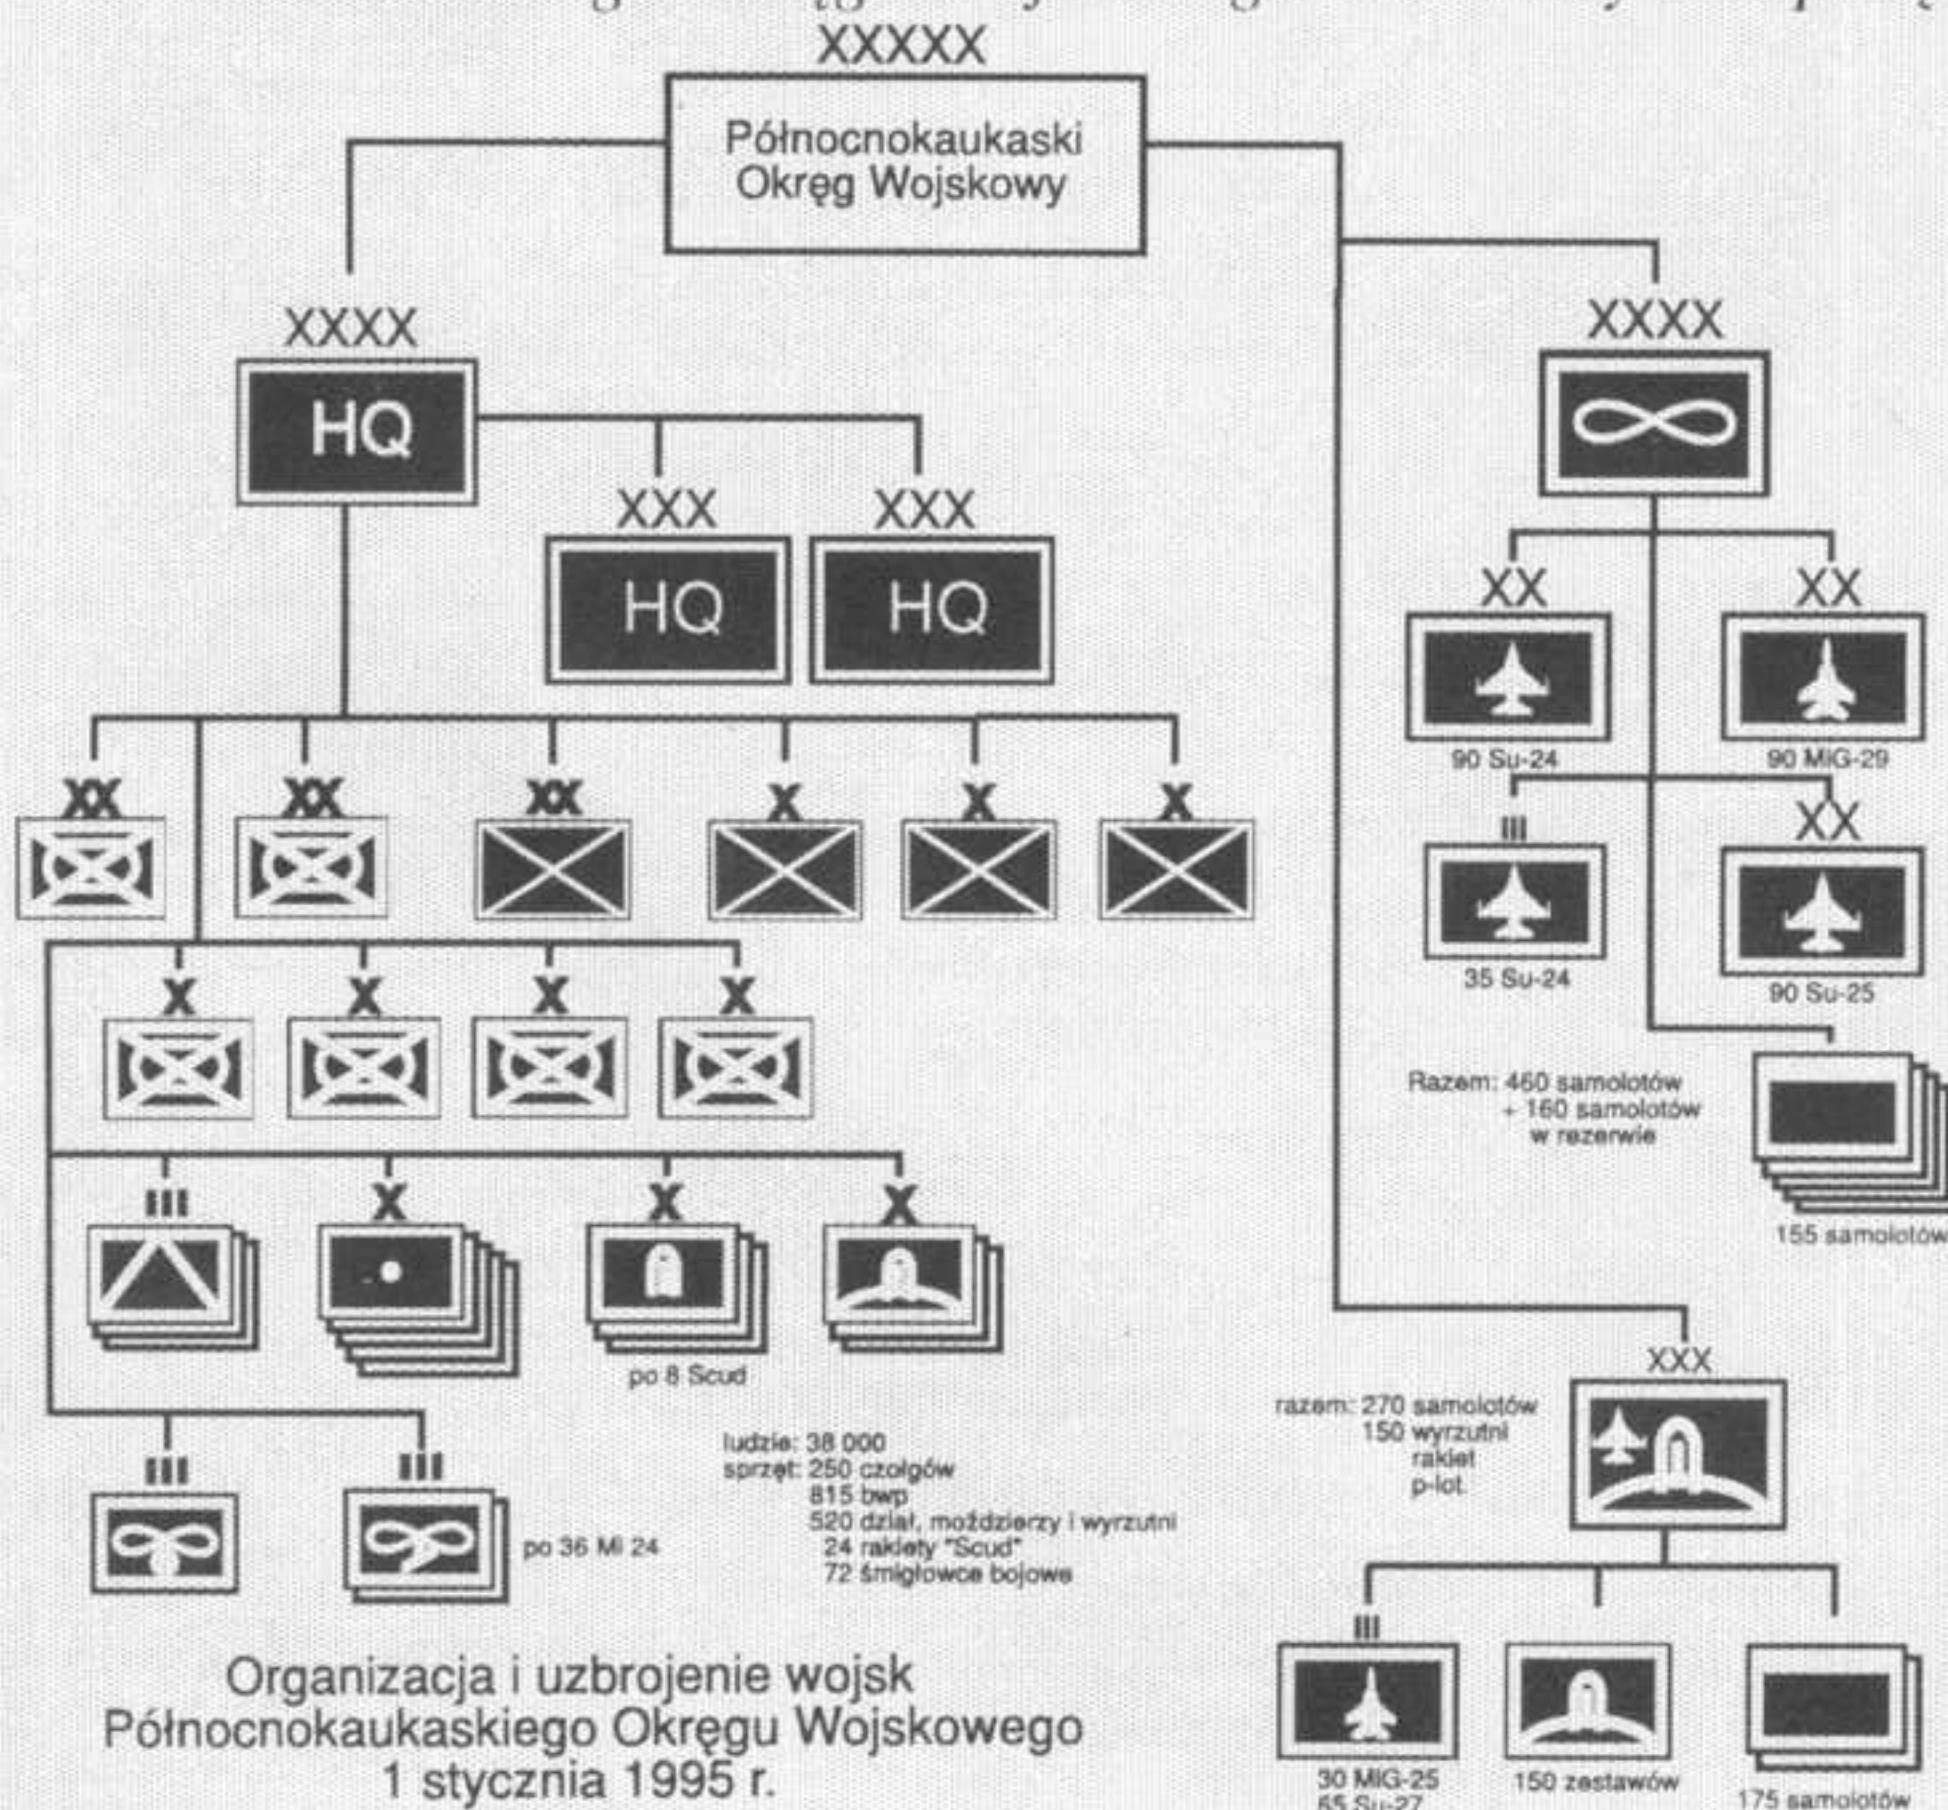 XXXXX
Północnokaukaski
Okręg Wojskowy
XXXX
HQ
XXX
XXX
HQ
HQ
XX
XX
XX
X
X
X
X
X
X
X
III
X
X
X
po 8 Scud
III
III
po 36 Mi 24
ludzie: 38 000
sprzęt: 250 czołgów
815 bwp
520 dział, moździerzy i wyrzutni
24 rakiety "Scud"
72 śmigłowce bojowe
XXXX
XX
XX
90 Su-24
90 MIG-29
III
XX
35 Su-24
90 Su-25
Razem: 460 samolotów
+ 160 samolotów
w rezerwie
155 samolotów
XXX
razem: 270 samolotów
150 wyrzutni
rakiet
p-lot.
III
30 MIG-25
65 Su-27
150 zestawów
175 samolotów
Organizacja i uzbrojenie wojsk
Północnokaukaskiego Okręgu Wojskowego
1 stycznia 1995 r.